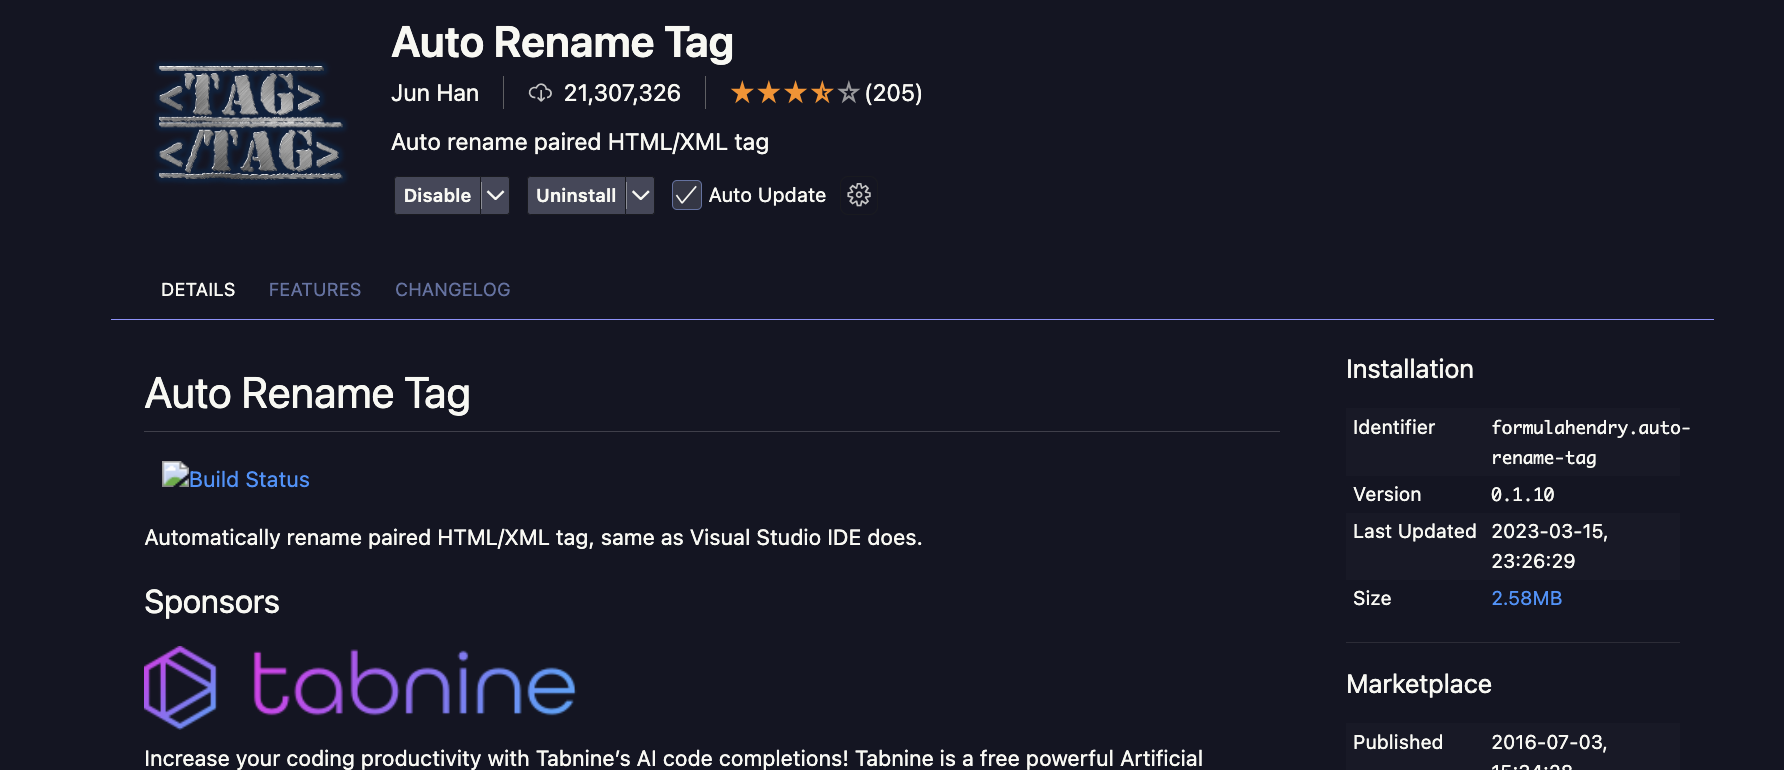 <TAG>
</TAG>
Auto Rename Tag
Jun Han
21,307,326
(205)
Auto rename paired HTML/XML tag
Disable
Uninstall
Auto Update
DETAILS FEATURES CHANGELOG
Auto Rename Tag
Build Status
Automatically rename paired HTML/XML tag, same as Visual Studio IDE does.
Sponsors
tabnine
Increase your coding productivity with Tabnine's AI code completions! Tabnine is a free powerful Artificial
Installation
Identifier formulahendry.auto-
rename-tag
Version 0.1.10
Last Updated 2023-03-15,
23:26:29
Size 2.58MB
Marketplace
Published 2016-07-03,